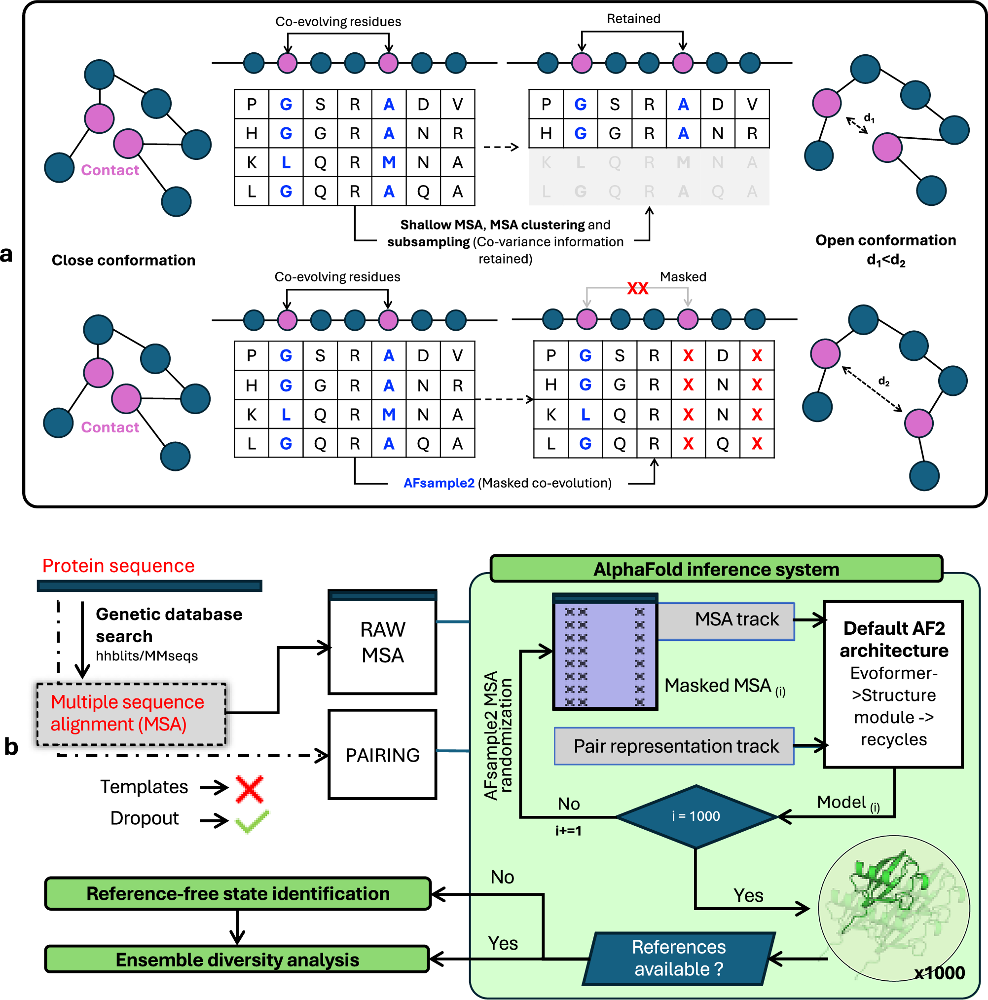 a
Co-evolving residues
Retained
P G S R A D V
H G G R A N R
K L Q R M N A
L G Q R A Q A
P G S R A D V
H G G R A N R
K L Q R M N A
L G Q R A Q A
Contact
d1
Shallow MSA, MSA clustering and
subsampling (Co-variance information
retained)
Close conformation
Open conformation
d1<d2
Co-evolving residues
Masked
XX
P G S R A D V
H G G R A N R
K L Q R M N A
L G Q R A Q A
P G S R X D X
H G G R X N X
K L Q R X N X
L G Q R X Q X
Contact
d2
AFsample2 (Masked co-evolution)
b
Protein sequence
Genetic database
search
hhblits/MMseqs
Multiple sequence
alignment (MSA)
RAW
MSA
PAIRING
Templates
Dropout
AlphaFold inference system
AFsample2 MSA
randomization
MSA track
Masked MSA (i)
Pair representation track
Default AF2
architecture
Evoformer-
>Structure
module ->
recycles
Model (i)
i = 1000
No
i+=1
Yes
x1000
References
available ?
No
Yes
Reference-free state identification
Ensemble diversity analysis